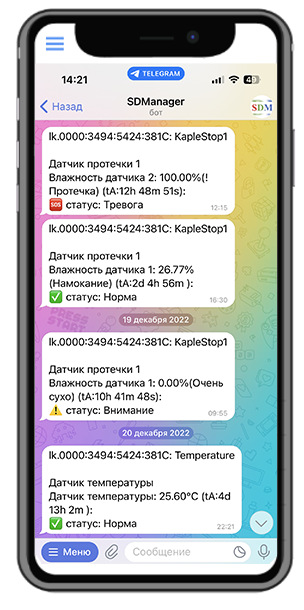 14:21
TELEGRAM
49
Назад
SDManager
бот
SDM
lk.0000:3494:5424:381C: KapleStop1
Датчик протечки 1
Влажность датчика 2: 100.00%(!
Протечка) (tA:12h 48m 51s):
SOS статус: Тревога
12:15
lk.0000:3494:5424:381C: KapleStop1
Датчик протечки 1
Влажность датчика 1: 26.77%
(Намокание) (tA:2d 4h 56m ):
✅ статус: Норма
16:30
PRESS
START
19 декабря 2022
lk.0000:3494:5424:381C: KapleStop1
Датчик протечки 1
Влажность датчика 1: 0.00%(Очень
сухо) (tA:10h 41m 48s):
⚠️ статус: Внимание
09:55
20 декабря 2022
lk.0000:3494:5424:381C: Temperature
Датчик температуры
Датчик температуры: 25.60°C (tA:4d
13h 2m ):
✅ статус: Норма
22:21
Меню
Сообщение